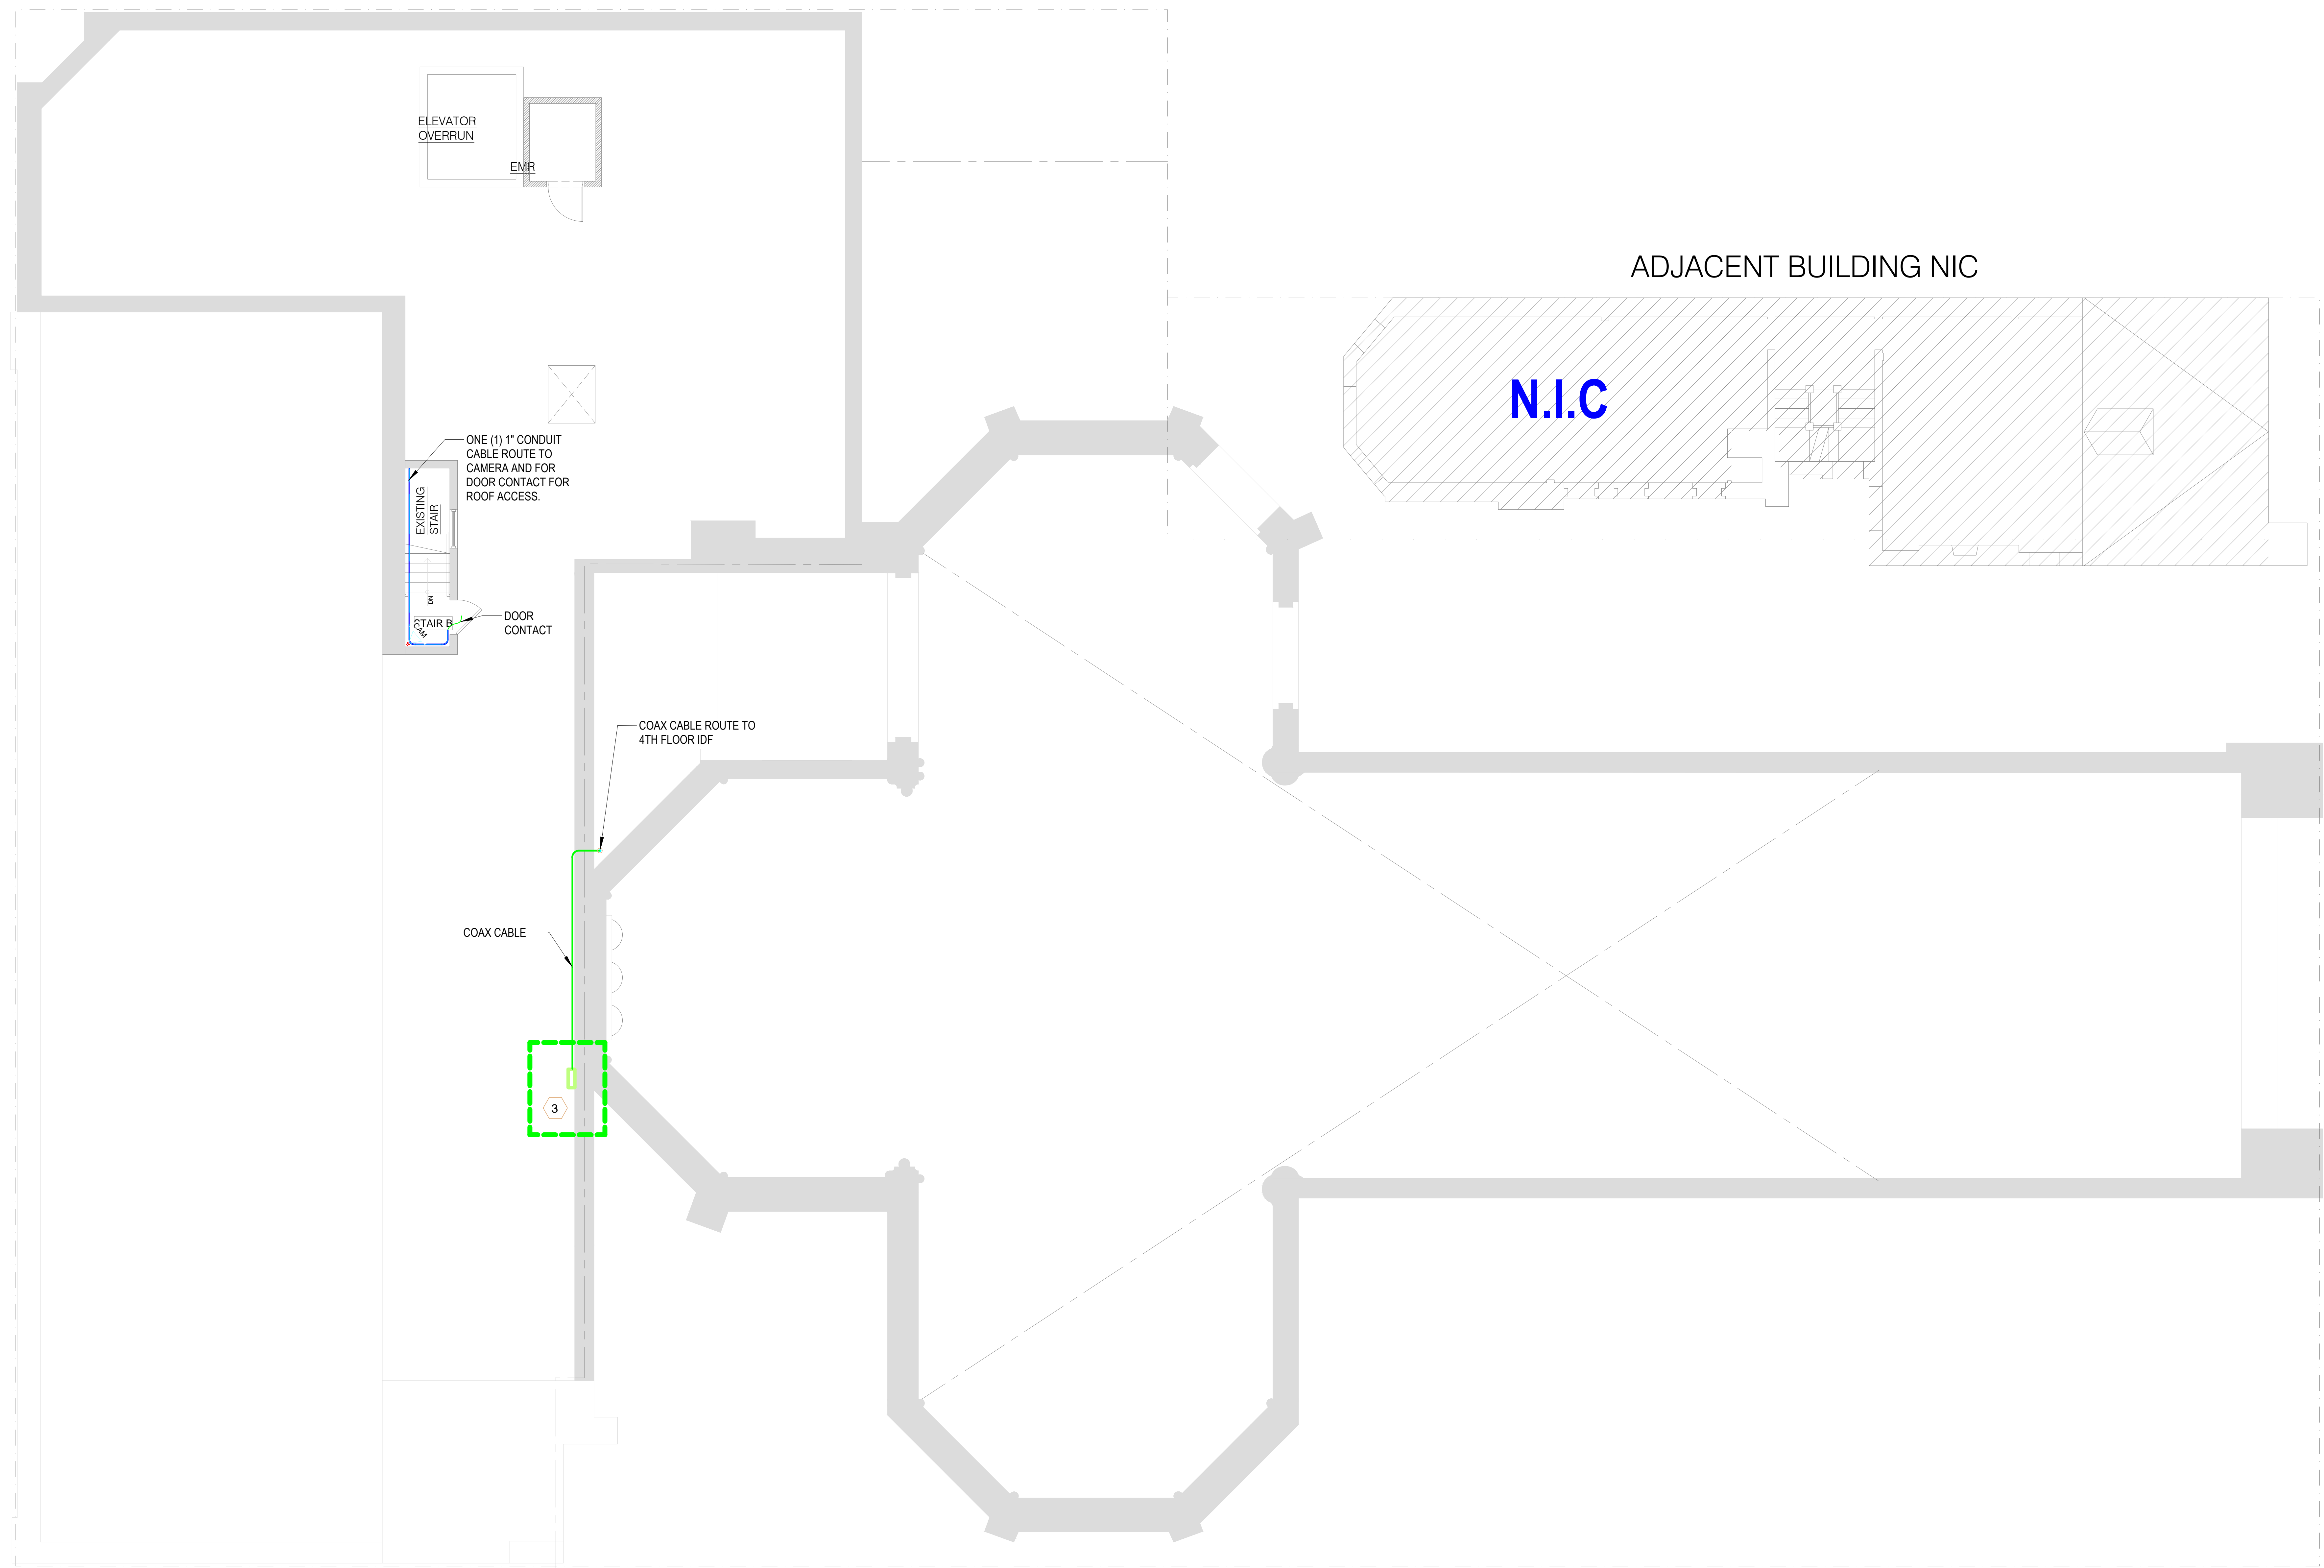 ELEVATOR
OVERRUN
EMR
ADJACENT BUILDING NIC
N.I.C
ONE (1) 1" CONDUIT
CABLE ROUTE TO
CAMERA AND FOR
DOOR CONTACT FOR
ROOF ACCESS.
EXISTING
STAIR
DN
STAIR B
CAM
DOOR
CONTACT
COAX CABLE ROUTE TO
4TH FLOOR IDF
COAX CABLE
3